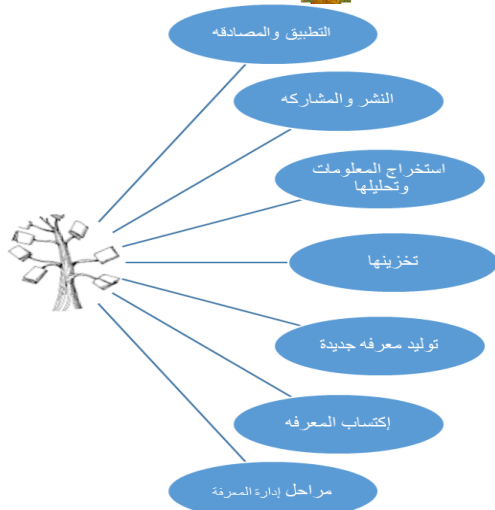 التطبيق والمصادقه
النشر والمشاركه
استخراج المعلومات
وتحليلها
تخزينها
توليد معرفه جديدة
إكتساب المعرفه
مراحل إدارة المعرفة